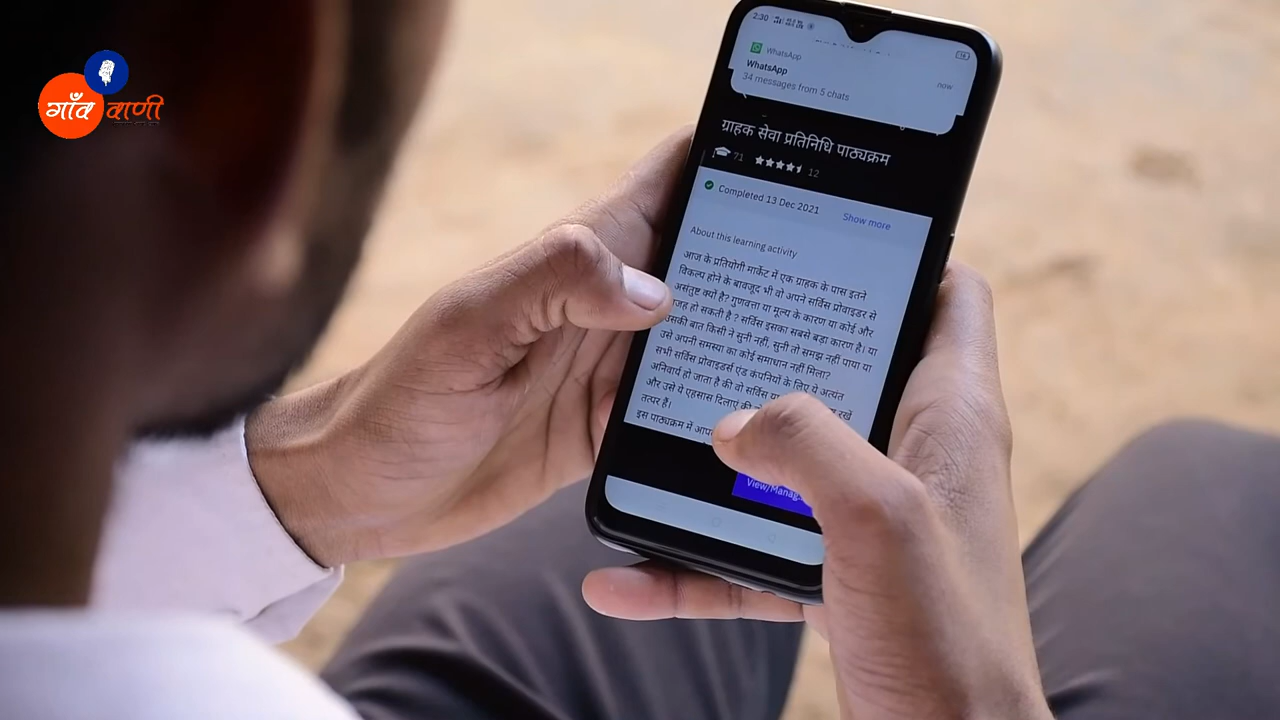 गाँव वाणी
2:30
WhatsApp
WhatsApp
now
34 messages from 5 chats
ग्राहक सेवा प्रतिनिधि पाठ्यक्रम
71
12
Completed 13 Dec 2021
Show more
About this learning activity
आज के प्रतियोगी मार्केट में एक ग्राहक के पास इतने
विकल्प होने के बावजूद भी वो अपने सर्विस प्रोवाइडर से
असंतुष्ट क्यों है? गुणवत्ता या मूल्य के कारण या कोई और
हो सकती है ? सर्विस इसका सबसे बड़ा कारण है। या
उसकी बात किसी ने सुनी नहीं, सुनी तो समझ नहीं पाया या
उसे अपनी समस्या का कोई समाधान नहीं मिला?
सभी सर्विस प्रोवाइडर्स एंड कंपनियों के लिए ये अत्यंत
अनिवार्य हो जाता है की वो सर्विस रखें
और उसे ये एहसास दिलाएं की
तत्पर हैं।
इस पाठ्यक्रम में
View/Manag